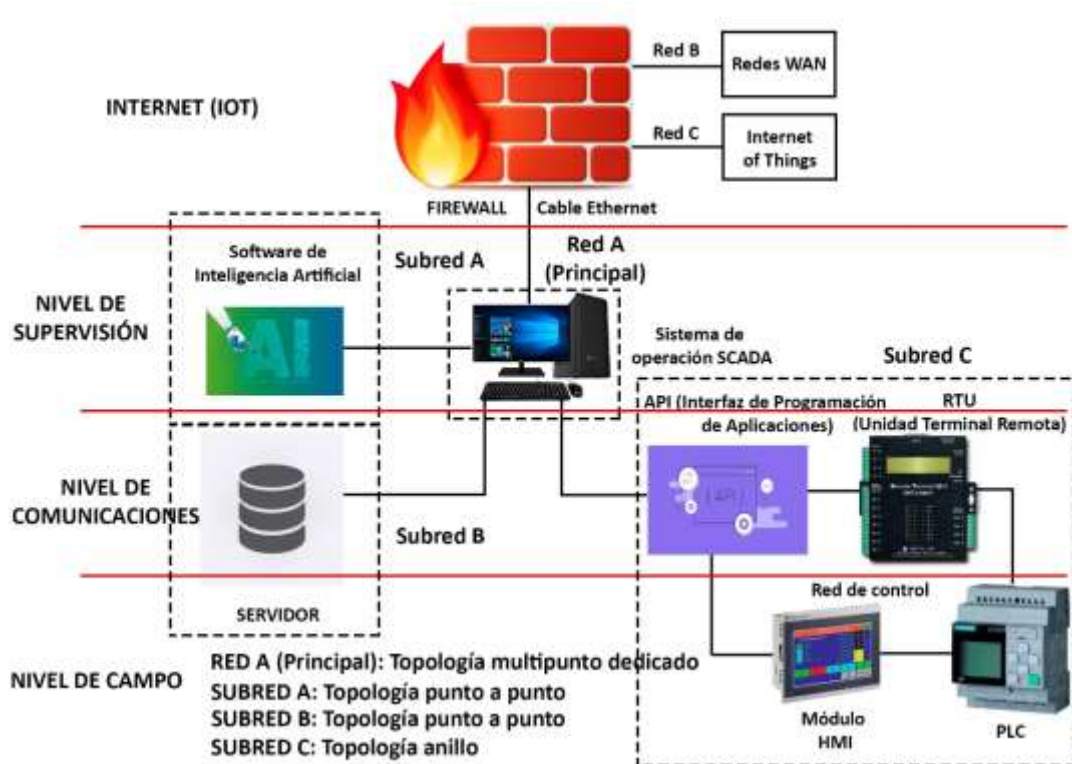 Red B
Redes WAN
INTERNET (IOT)
Red C
Internet
of Things
FIREWALL
Cable Ethernet
Software de
Inteligencia Artificial
Subred A
Red A
(Principal)
AI
NIVEL DE
SUPERVISIÓN
Sistema de
operación SCADA
Subred C
API (Interfaz de Programación
de Aplicaciones)
RTU
(Unidad Terminal Remota)
API
NIVEL DE
COMUNICACIONES
Subred B
SERVIDOR
Red de control
RED A (Principal): Topología multipunto dedicado
NIVEL DE CAMPO
SUBRED A: Topología punto a punto
SUBRED B: Topología punto a punto
SUBRED C: Topología anillo
Módulo
HMI
PLC